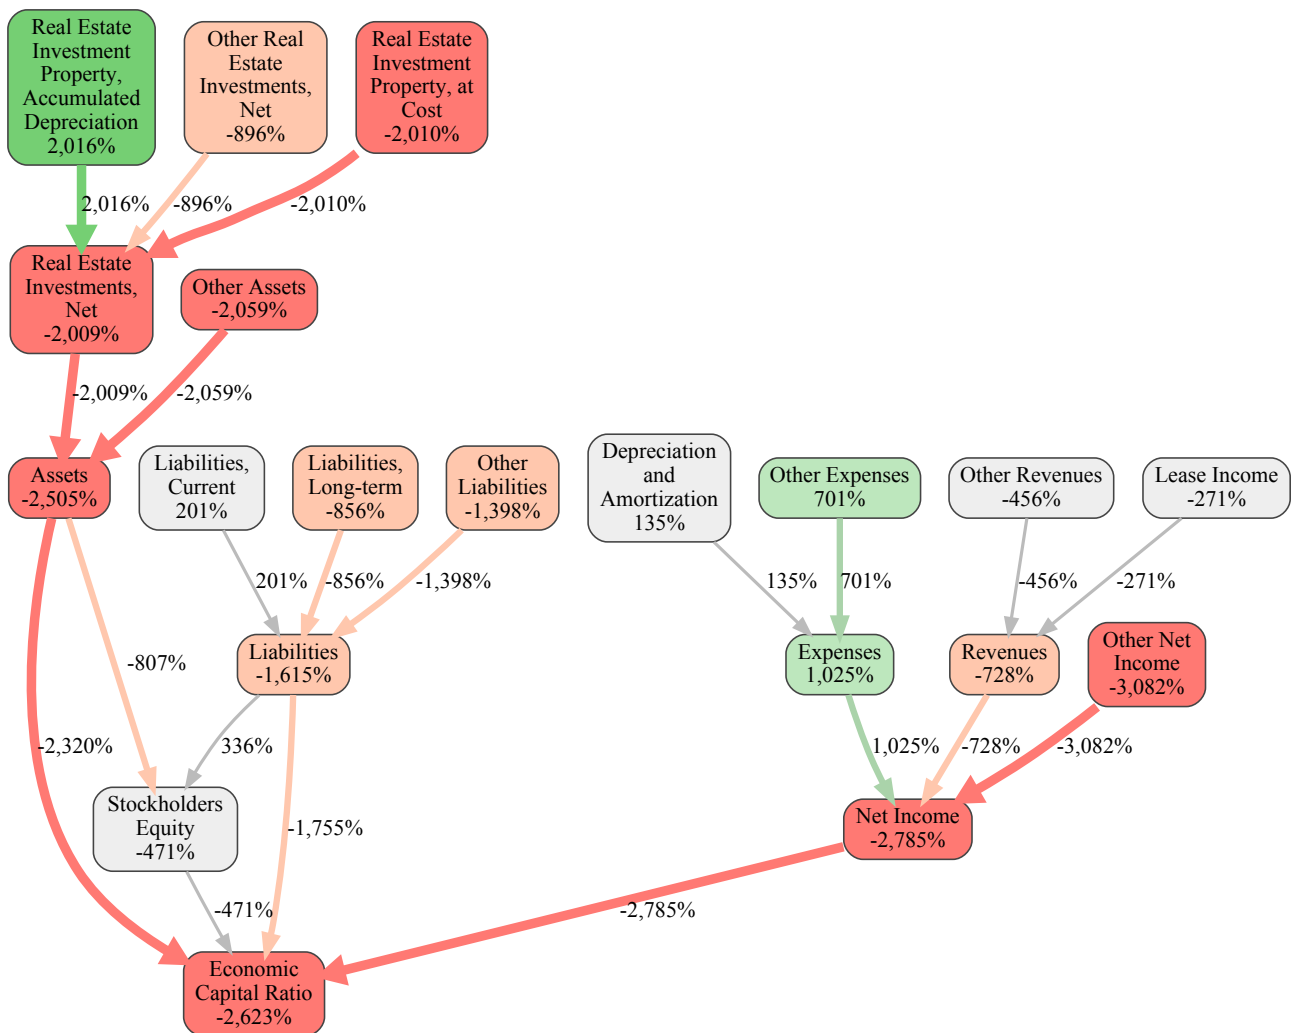 Real Estate
Investment
Property,
Accumulated
Depreciation
2,016%
Other Real
Estate
Investments,
Net
-896%
Real Estate
Investment
Property, at
Cost
-2,010%
2,016%
-896%
-2,010%
Real Estate
Investments,
Net
-2,009%
Other Assets
-2,059%
-2,009%
-2,059%
Assets
-2,505%
Liabilities,
Current
201%
Liabilities,
Long-term
-856%
Other
Liabilities
-1,398%
Depreciation
and
Amortization
135%
Other Expenses
701%
Other Revenues
-456%
Lease Income
-271%
201%
-856%
-1,398%
135%
701%
-456%
-271%
-807%
Liabilities
-1,615%
Expenses
1,025%
Revenues
-728%
Other Net
Income
-3,082%
-2,320%
336%
1,025%
-728%
-3,082%
Stockholders
Equity
-471%
-1,755%
Net Income
-2,785%
-471%
-2,785%
Economic
Capital Ratio
-2,623%